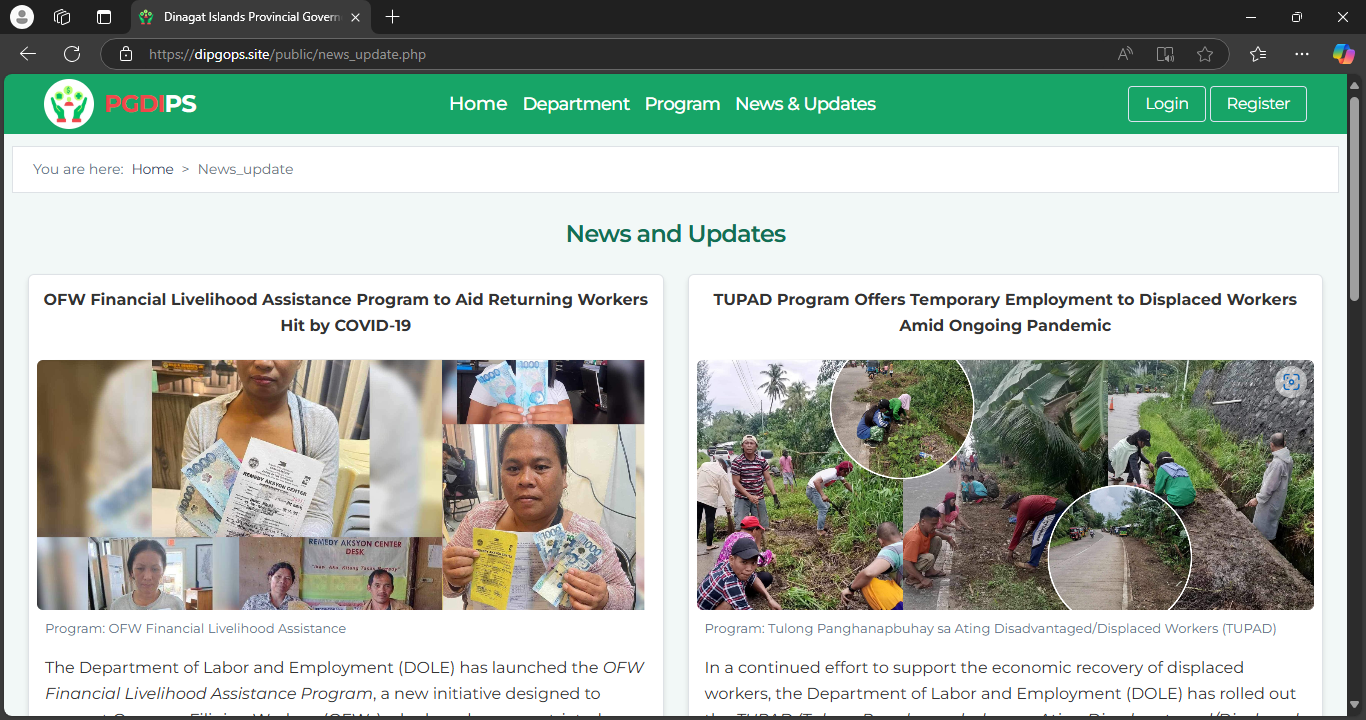 Dinagat Islands Provincial Govern
https://dipgops.site/public/news_update.php
PGDIPS
Home Department Program News & Updates
Login Register
You are here: Home > News_update
News and Updates
OFW Financial Livelihood Assistance Program to Aid Returning Workers
Hit by COVID-19
1000
REMEDY AKSYON CENTER
REMEDY AKSYON CENTER
DESK
Program: OFW Financial Livelihood Assistance
The Department of Labor and Employment (DOLE) has launched the OFW
Financial Livelihood Assistance Program, a new initiative designed to
TUPAD Program Offers Temporary Employment to Displaced Workers
Amid Ongoing Pandemic
Program: Tulong Panghanapbuhay sa Ating Disadvantaged/Displaced Workers (TUPAD)
In a continued effort to support the economic recovery of displaced
workers, the Department of Labor and Employment (DOLE) has rolled out